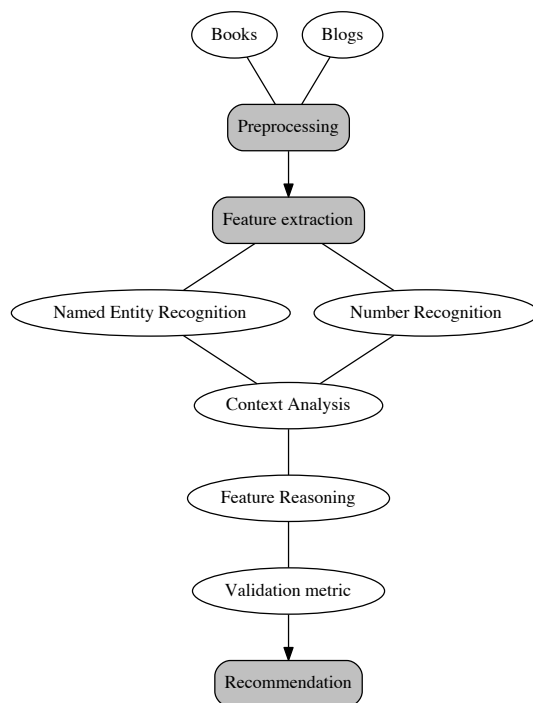 Books
Blogs
Preprocessing
Feature extraction
Named Entity Recognition
Number Recognition
Context Analysis
Feature Reasoning
Validation metric
Recommendation